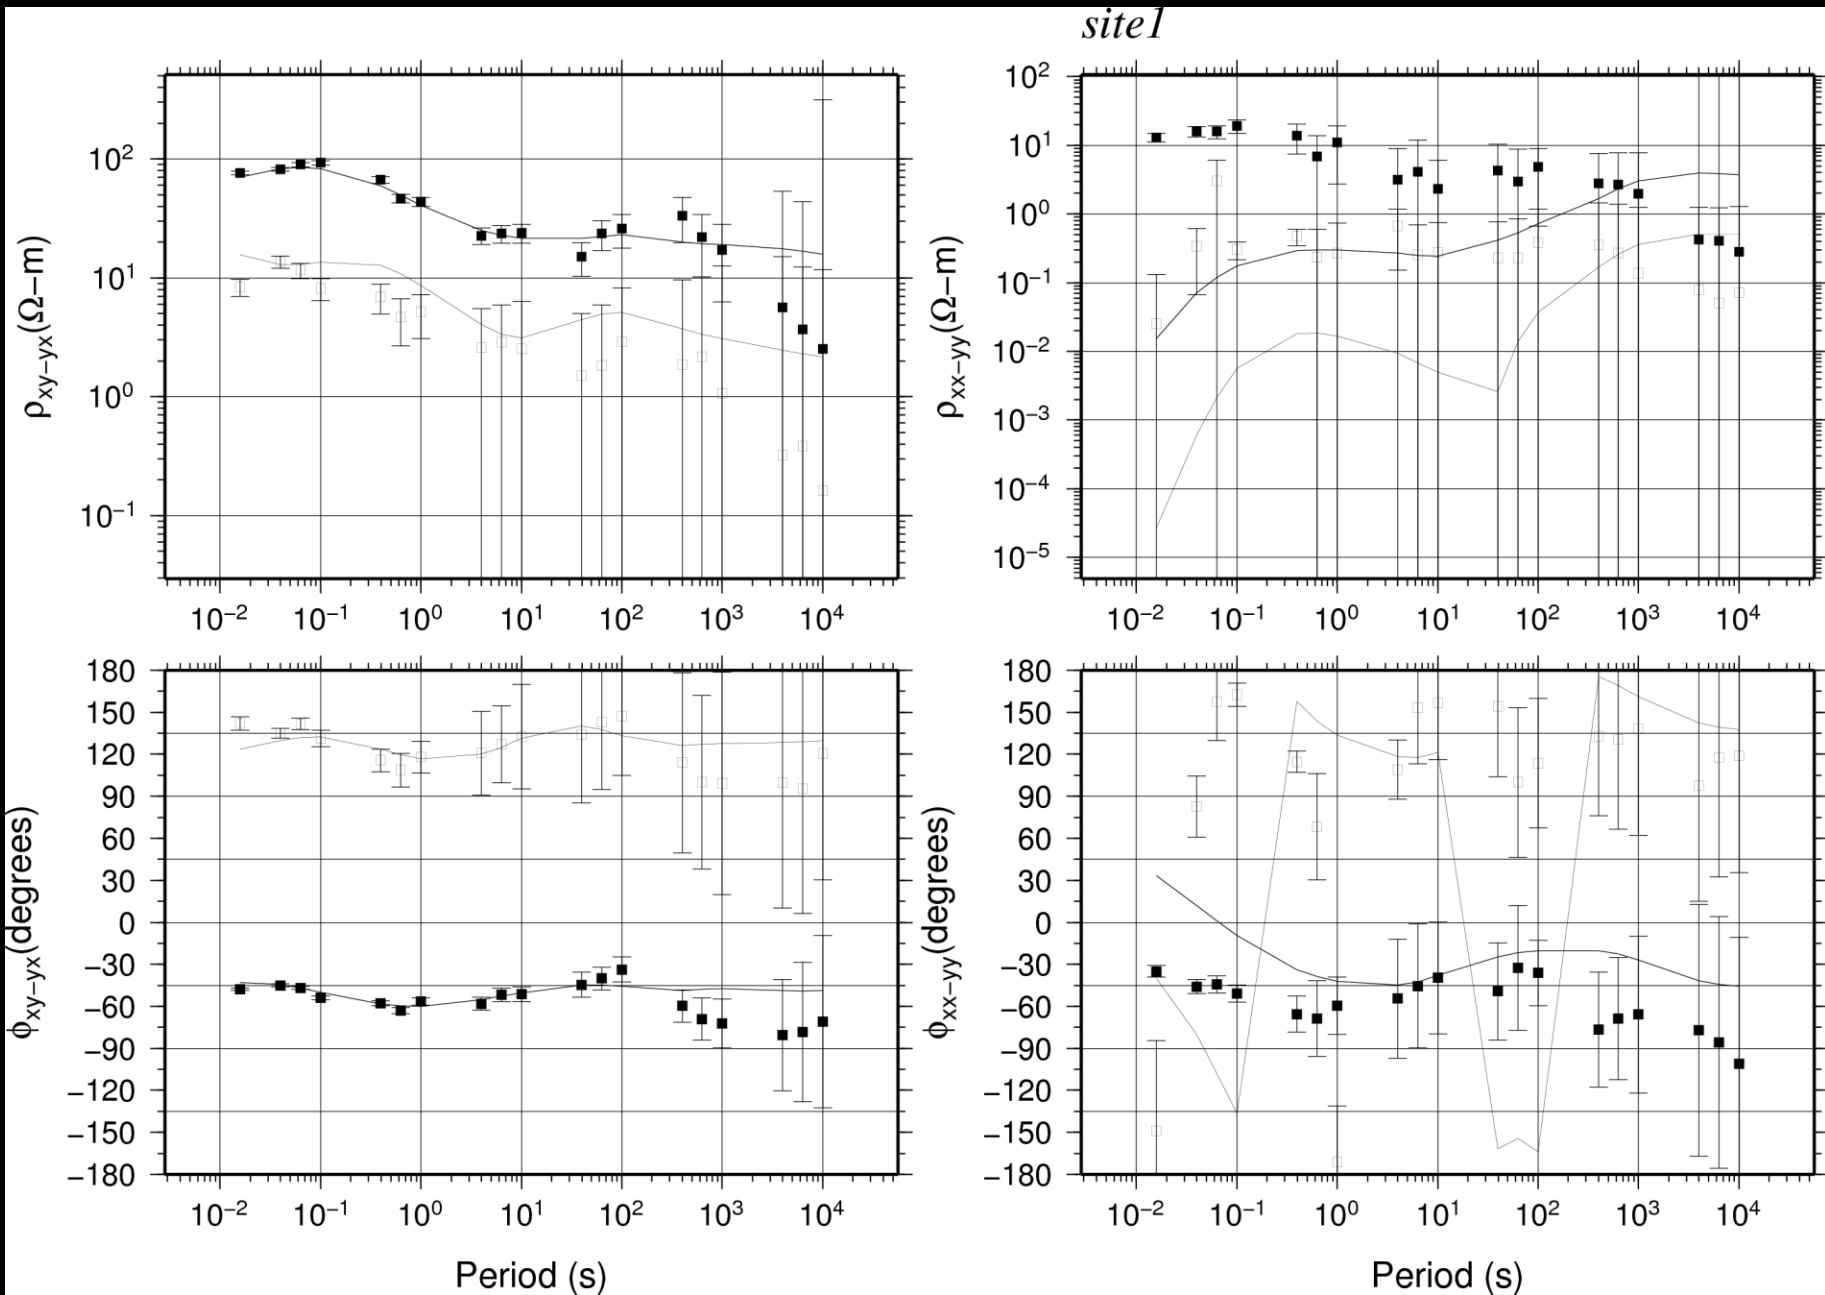 site1
10² 10¹ 10⁰ 10⁻¹
ρxy−yx(Ω−m)
10⁻² 10⁻¹ 10⁰ 10¹ 10² 10³ 10⁴
10² 10¹ 10⁰ 10⁻¹ 10⁻² 10⁻³ 10⁻⁴ 10⁻⁵
ρxx−yy(Ω−m)
10⁻² 10⁻¹ 10⁰ 10¹ 10² 10³ 10⁴
180 150 120 90 60 30 0 −30 −60 −90 −120 −150 −180
ϕxy−yx(degrees)
10⁻² 10⁻¹ 10⁰ 10¹ 10² 10³ 10⁴
Period (s)
180 150 120 90 60 30 0 −30 −60 −90 −120 −150 −180
ϕxx−yy(degrees)
10⁻² 10⁻¹ 10⁰ 10¹ 10² 10³ 10⁴
Period (s)